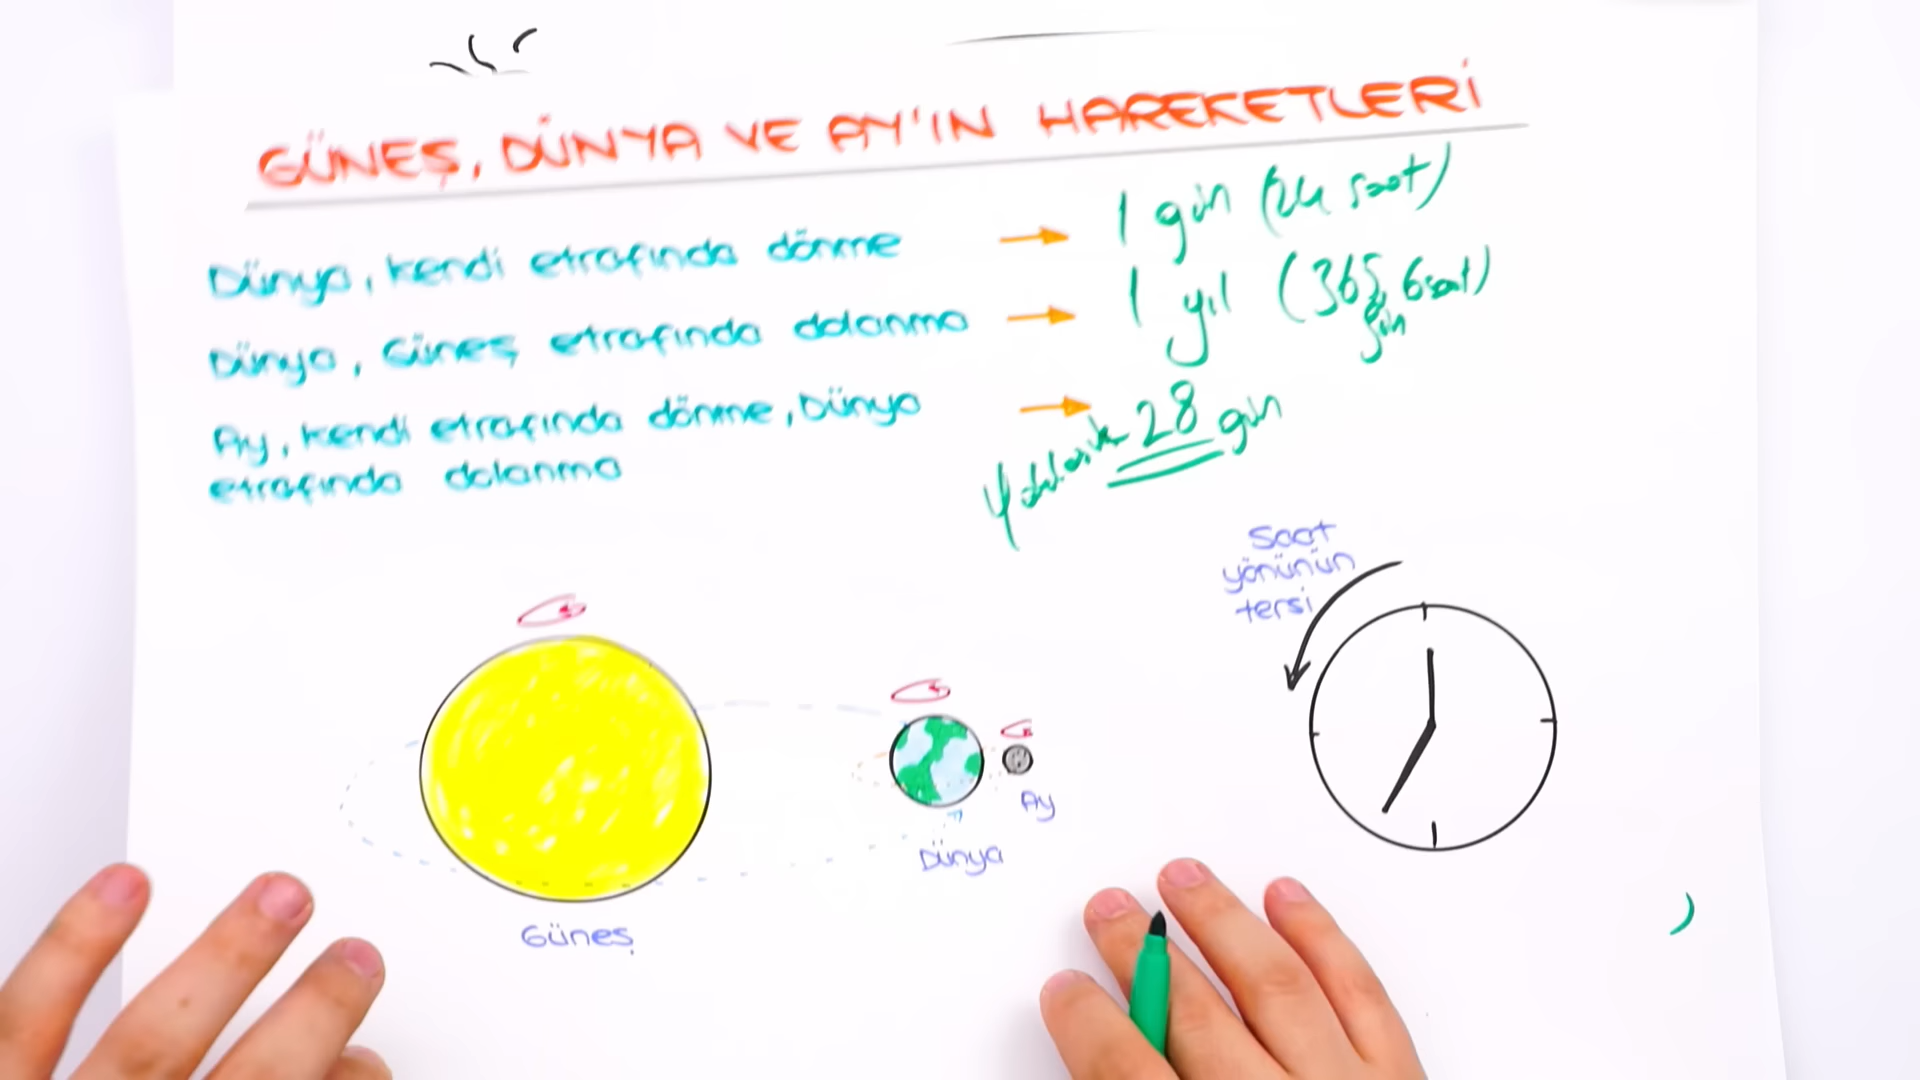 GÜNEŞ, DÜNYA VE AY'IN HAREKETLERİ
Dünya, kendi etrafında dönme → 1 gün (24 saat)
Dünya, Güneş etrafında dolanma → 1 yıl (365 gün 6 saat)
Ay, kendi etrafında dönme, Dünya → Yaklaşık 28 gün
etrafında dolanma
Saat
yönünün
tersi
Ay
Dünya
Güneş